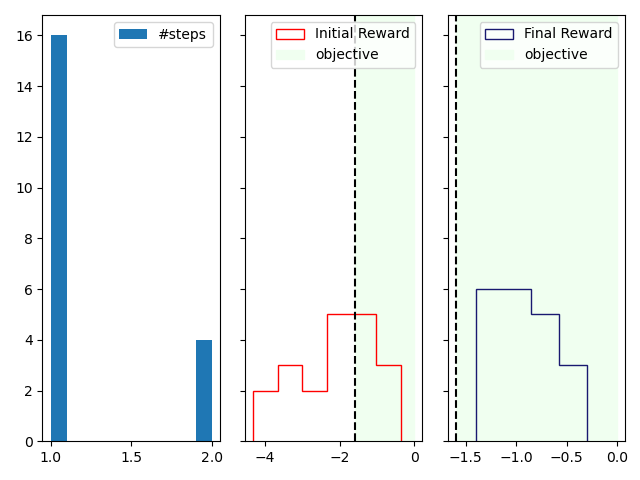 #steps
Initial Reward
objective
Final Reward
objective
16
14
12
10
8
6
4
2
0
1.0 1.5 2.0
−4 −2 0
−1.5 −1.0 −0.5 0.0